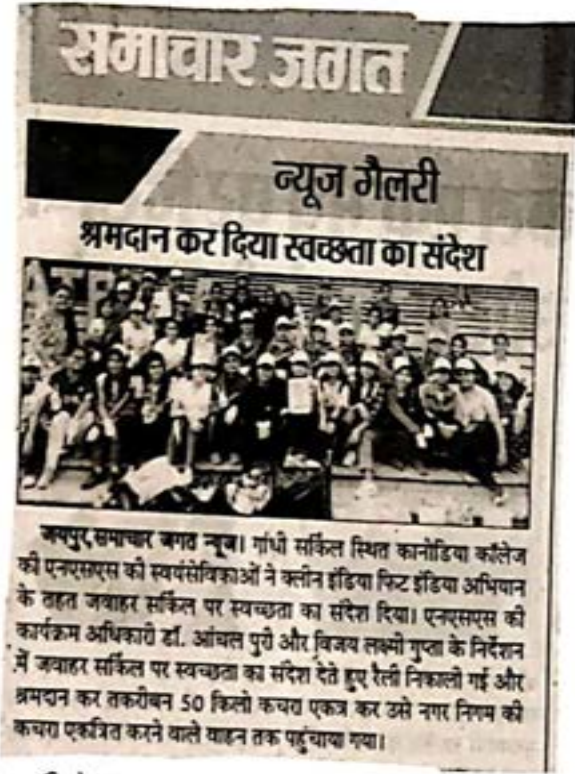 समाचार जगत
न्यूज गैलरी
श्रमदान कर दिया स्वच्छता का संदेश
जयपुर,समाचार जगत न्यूज। गांधी सर्किल स्थित कानोडिया कॉलेज
की एनएसएस की स्वयंसेविकाओं ने क्लीन इंडिया फिट इंडिया अभियान
के तहत जवाहर सर्किल पर स्वच्छता का संदेश दिया। एनएसएस की
कार्यक्रम अधिकारी डॉ. आंचल पुरी और विजय लक्ष्मी गुप्ता के निर्देशन
में जवाहर सर्किल पर स्वच्छता का संदेश देते हुए रैली निकाली गई और
श्रमदान कर तकरीबन 50 किलो कचरा एकत्र कर उसे नगर निगम की
कचरा एकत्रित करने वाले वाहन तक पहुंचाया गया।